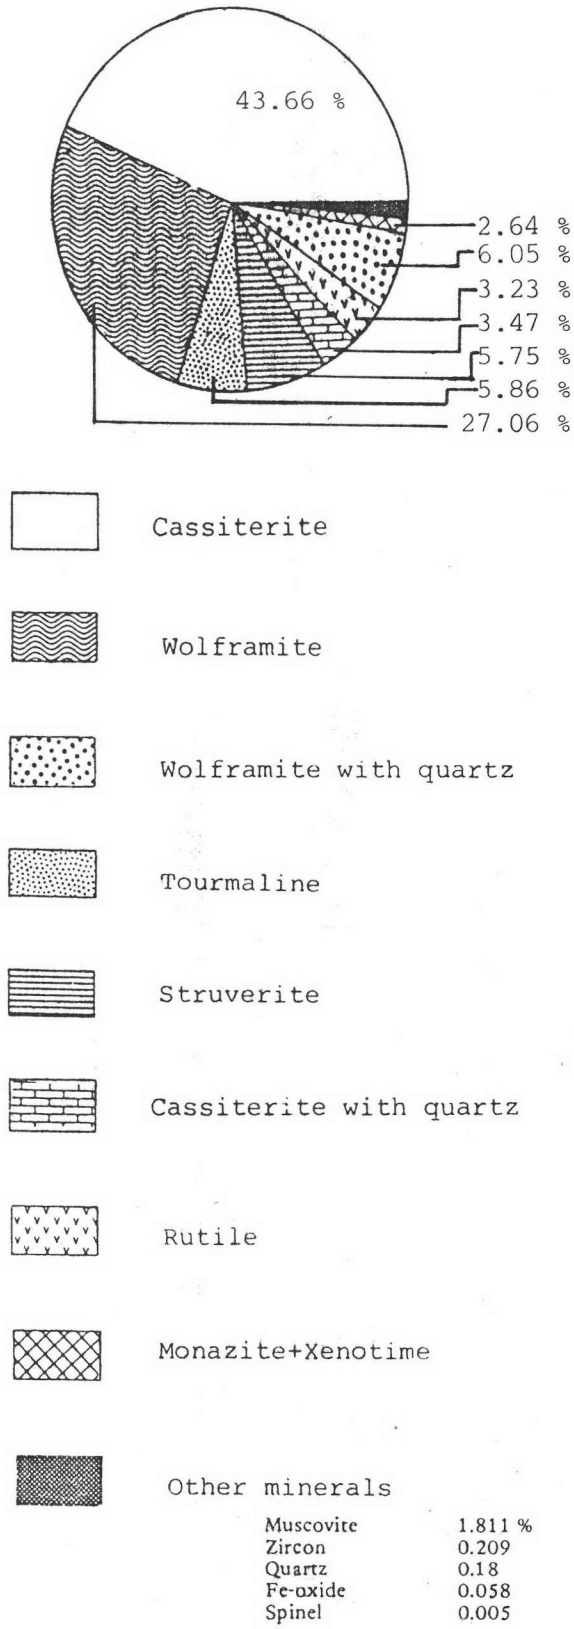 43.66 %
2.64 %
6.05 %
3.23 %
3.47 %
5.75 %
5.86 %
27.06 %
Cassiterite
Wolframite
Wolframite with quartz
Tourmaline
Struverite
Cassiterite with quartz
Rutile
Monazite+Xenotime
Other minerals
Muscovite 1.811 %
Zircon 0.209
Quartz 0.18
Fe-oxide 0.058
Spinel 0.005